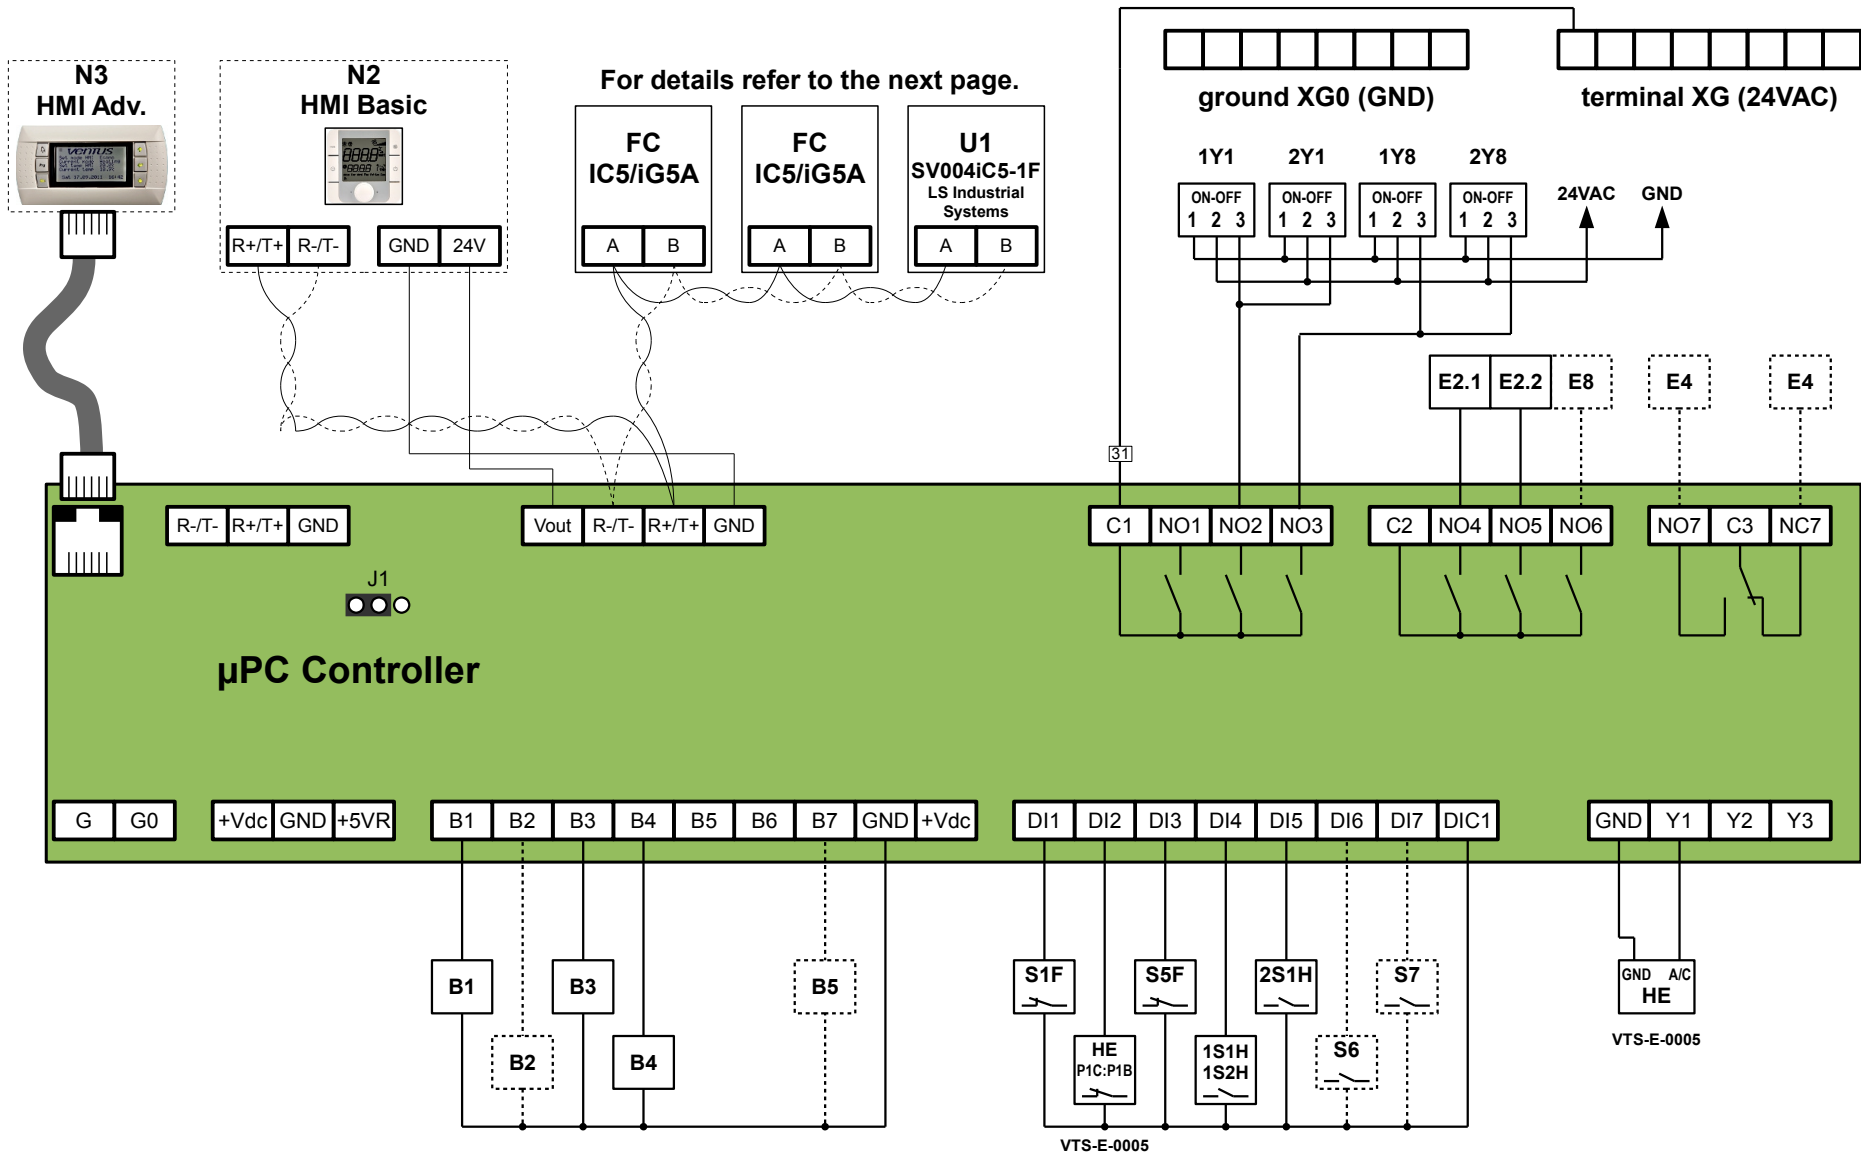 N3
HMI Adv.
VENTUS
N2
HMI Basic
R+/T+ R-/T- GND 24V
For details refer to the next page.
FC
IC5/iG5A
A B
FC
IC5/iG5A
A B
U1
SV004iC5-1F
LS Industrial
Systems
A B
ground XG0 (GND)
terminal XG (24VAC)
1Y1 2Y1 1Y8 2Y8
ON-OFF ON-OFF ON-OFF ON-OFF
1 2 3 1 2 3 1 2 3 1 2 3
24VAC GND
E2.1 E2.2 E8 E4 E4
31
R-/T- R+/T+ GND
Vout R-/T- R+/T+ GND
C1 NO1 NO2 NO3
C2 NO4 NO5 NO6
NO7 C3 NC7
J1
µPC Controller
G G0
+Vdc GND +5VR
B1 B2 B3 B4 B5 B6 B7 GND +Vdc
DI1 DI2 DI3 DI4 DI5 DI6 DI7 DIC1
GND Y1 Y2 Y3
B1 B3 B5
B2 B4
S1F S5F 2S1H S7
HE
P1C:P1B
1S1H
1S2H
S6
VTS-E-0005
GND A/C
HE
VTS-E-0005